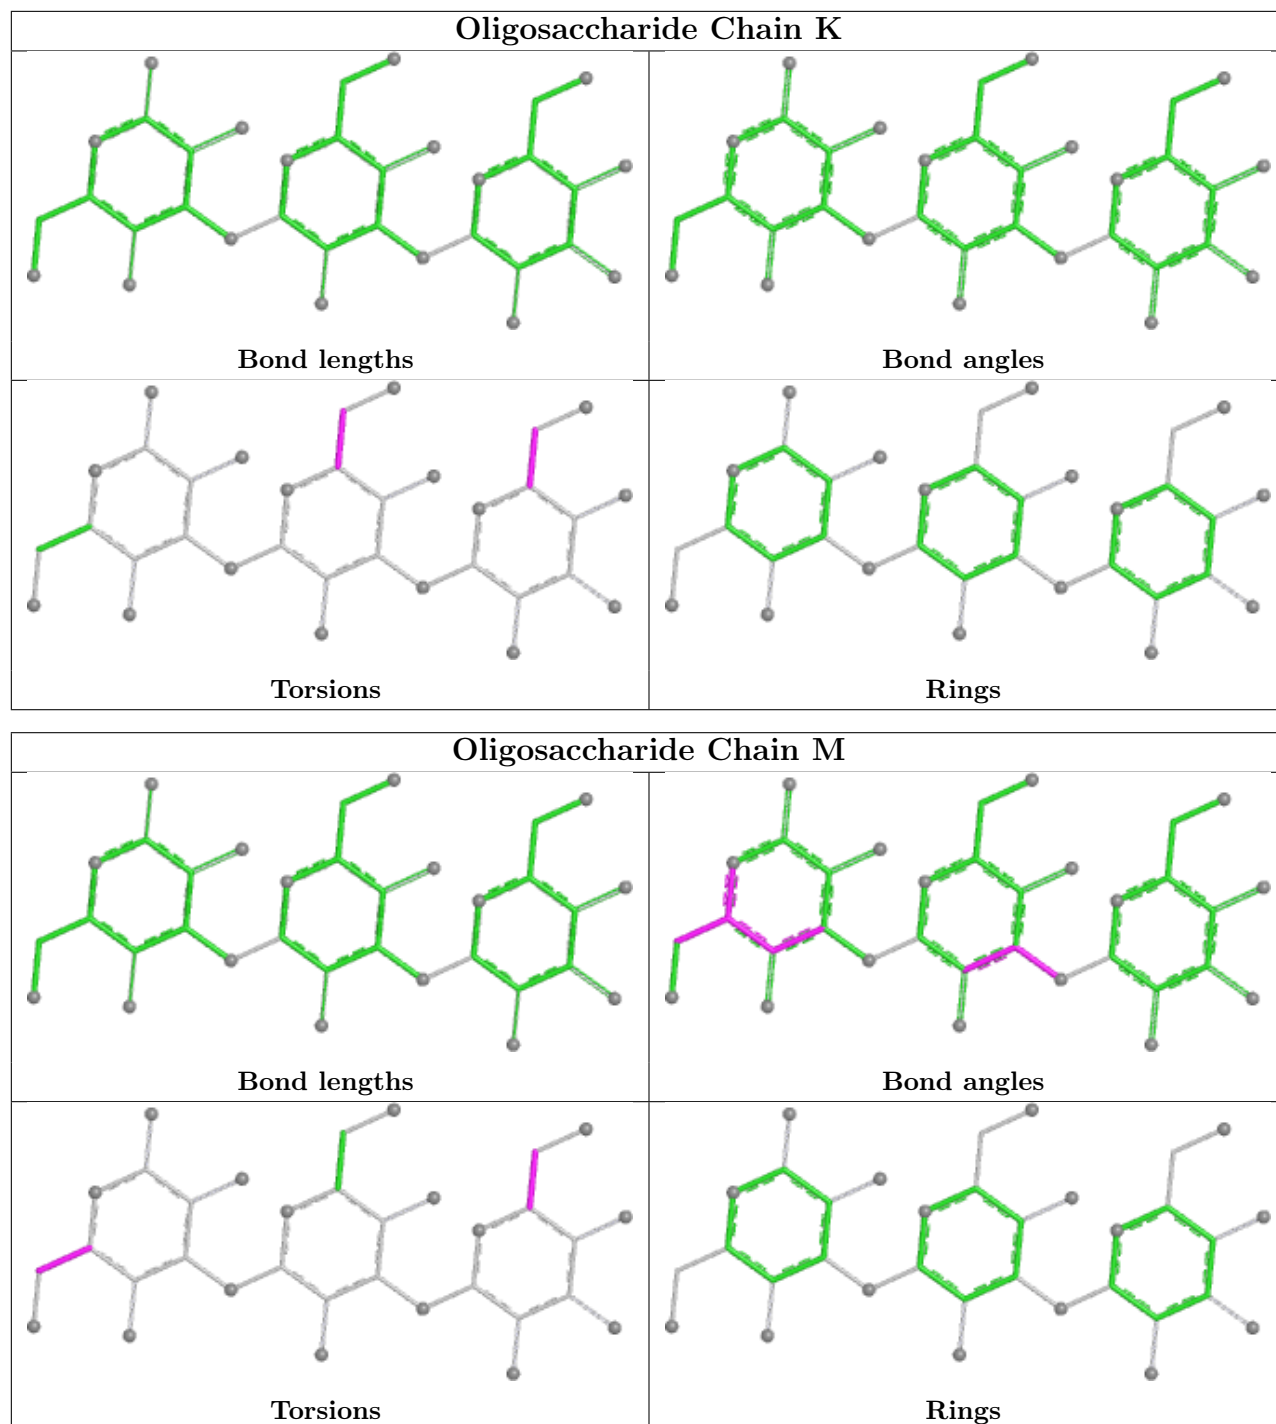 Oligosaccharide Chain K
Bond lengths
Bond angles
Torsions
Rings
Oligosaccharide Chain M
Bond lengths
Bond angles
Torsions
Rings